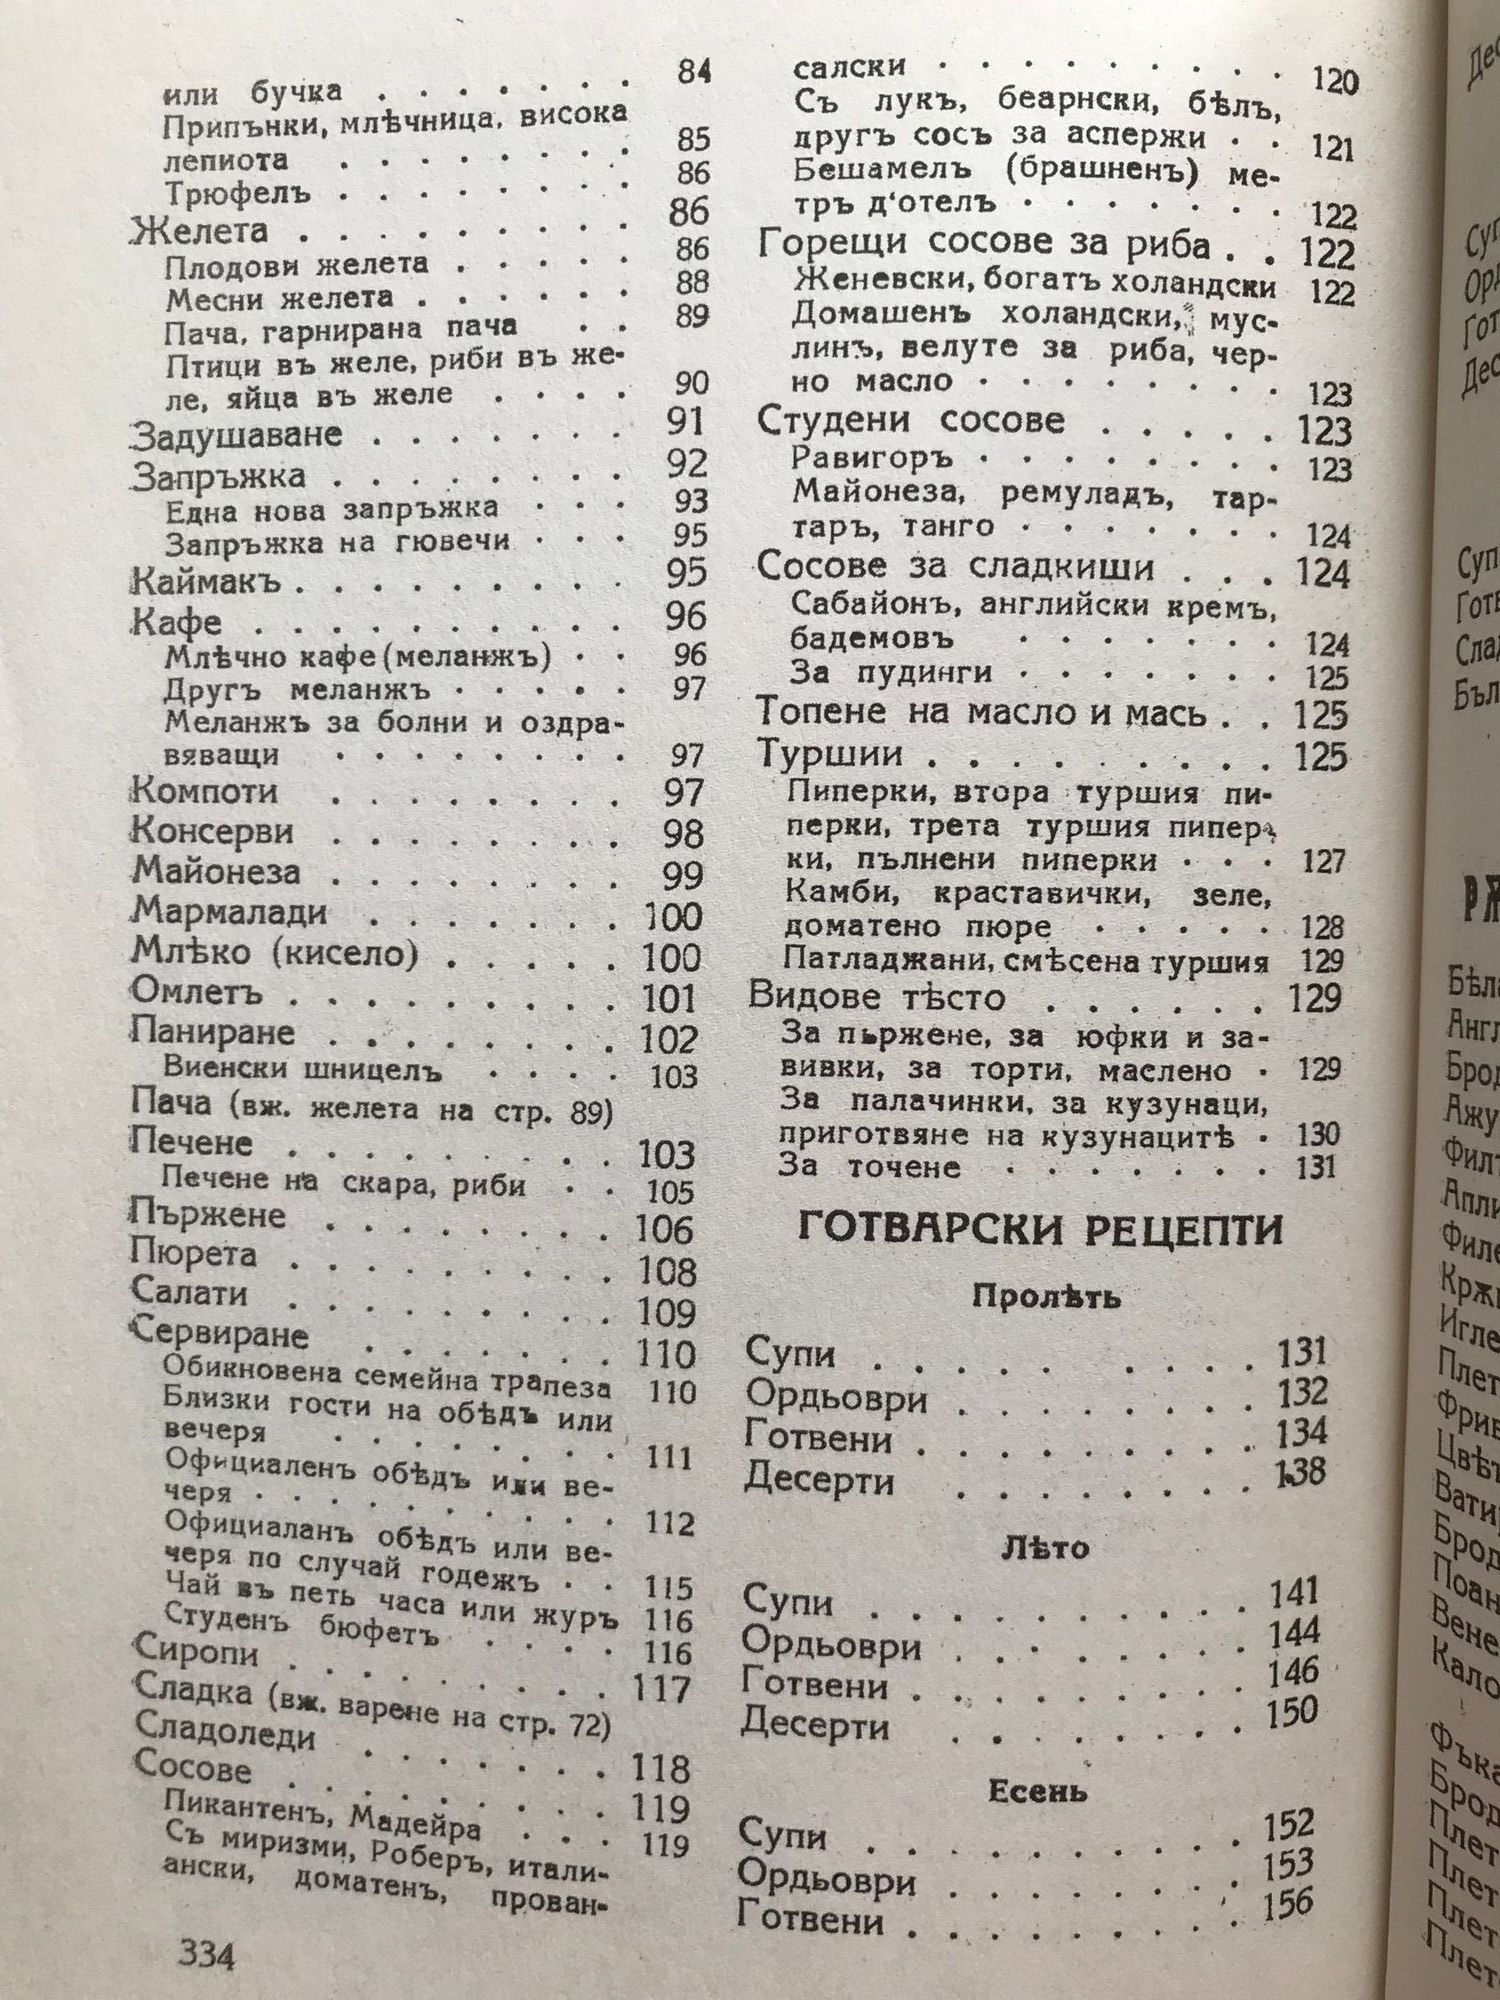 или бучка . . . . . . . 84
Припънки, млѣчница, висока
лепиота . . . . . . . . 85
Трюфелъ . . . . . . . . 86
Желета . . . . . . . . . 86
Плодови желета . . . . . 86
Месни желета . . . . . . 88
Пача, гарнирана пача . . 89
Птици въ желе, риби въ же-
ле, яйца въ желе . . . . 90
Задушаване . . . . . . . 91
Запръжка . . . . . . . . 92
Една нова запръжка . . . 93
Запръжка на гювечи . . . 95
Каймакъ . . . . . . . . . 95
Кафе . . . . . . . . . . 96
Млѣчно кафе (меланжъ) . . 96
Другъ меланжъ . . . . . 97
Меланжъ за болни и оздра-
вяващи . . . . . . . . 97
Компоти . . . . . . . . 97
Консерви . . . . . . . . 98
Майонеза . . . . . . . . 99
Мармалади . . . . . . . 100
Млѣко (кисело) . . . . . 100
Омлетъ . . . . . . . . . 101
Паниране . . . . . . . . 102
Виенски шницелъ . . . . 103
Пача (вж. желета на стр. 89)
Печене . . . . . . . . . 103
Печене на скара, риби . . 105
Пържене . . . . . . . . 106
Пюрета . . . . . . . . . 108
Салати . . . . . . . . . 109
Сервиране . . . . . . . 110
Обикновена семейна трапеза 110
Близки гости на обѣдъ или
вечеря . . . . . . . . 111
Официаленъ обѣдъ или ве-
черя . . . . . . . . . 112
Официаланъ обѣдъ или ве-
черя по случай годежъ . . 115
Чай въ петь часа или журъ 116
Студенъ бюфетъ . . . . 116
Сиропи . . . . . . . . . 117
Сладка (вж. варене на стр. 72)
Сладоледи . . . . . . . 118
Сосове . . . . . . . . . 119
Пикантенъ, Мадейра . . . 119
Съ миризми, Роберъ, итали-
ански, доматенъ, прован-
334
салски . . . . . . . . . 120
Съ лукъ, беарнски, бѣлъ,
другъ сосъ за аспержи . . 121
Бешамелъ (брашненъ) ме-
тръ д'отелъ . . . . . . . 122
Горещи сосове за риба . . 122
Женевски, богатъ холандски 122
Домашенъ холандски, мус-
линъ, велуте за риба, чер-
но масло . . . . . . . . 123
Студени сосове . . . . . 123
Равигоръ . . . . . . . . 123
Майонеза, ремуладъ, тар-
таръ, танго . . . . . . . 124
Сосове за сладкиши . . . 124
Сабайонъ, английски кремъ,
бадемовъ . . . . . . . 124
За пудинги . . . . . . . 125
Топене на масло и мась . . 125
Туршии . . . . . . . . . 125
Пиперки, втора туршия пи-
перки, трета туршия пипер-
ки, пълнени пиперки . . . 127
Камби, краставички, зеле,
доматено пюре . . . . . 128
Патладжани, смѣсена туршия 129
Видове тѣсто . . . . . . 129
За пържене, за юфки и за-
вивки, за торти, маслено . 129
За палачинки, за кузунаци,
приготвяне на кузунацитѣ . 130
За точене . . . . . . . 131
ГОТВАРСКИ РЕЦЕПТИ
Пролѣть
Супи . . . . . . . . . 131
Ордьоври . . . . . . . . 132
Готвени . . . . . . . . . 134
Десерти . . . . . . . . 138
Лѣто
Супи . . . . . . . . . . 141
Ордьоври . . . . . . . . 144
Готвени . . . . . . . . . 146
Десерти . . . . . . . . 150
Есень
Супи . . . . . . . . . . 152
Ордьоври . . . . . . . . 153
Готвени . . . . . . . . . 156